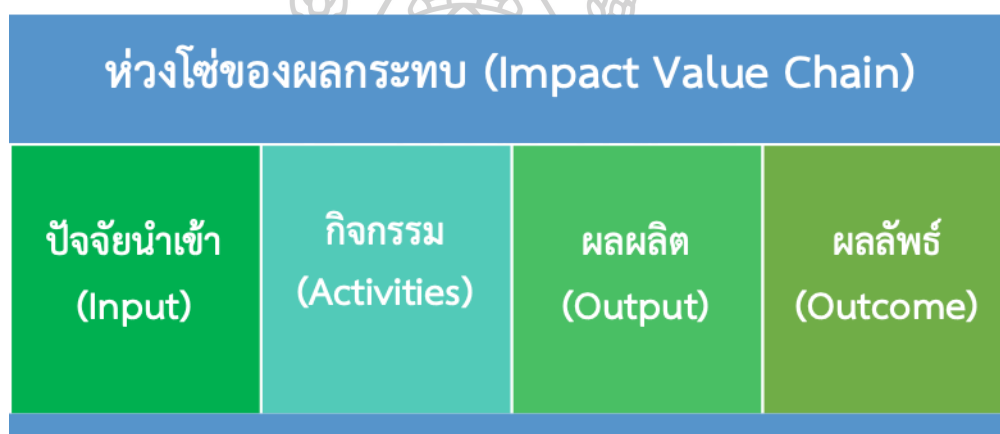 ห่วงโซ่ของผลกระทบ (Impact Value Chain)
ปัจจัยนำเข้า
(Input)
กิจกรรม
(Activities)
ผลผลิต
(Output)
ผลลัพธ์
(Outcome)